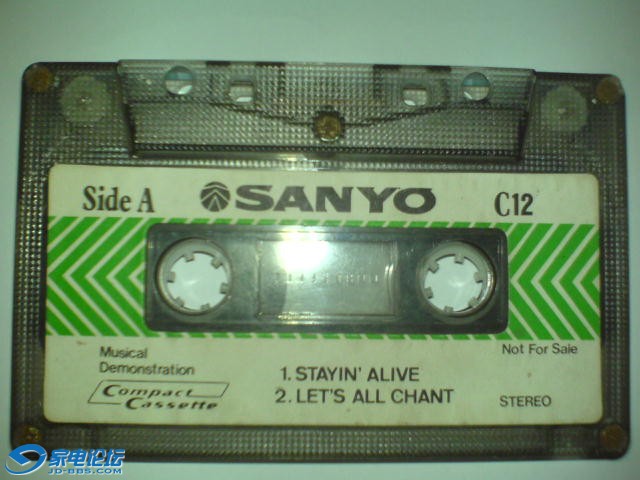 Side A SANYO C12
Not For Sale
Musical
Demonstration
1. STAYIN' ALIVE
2. LET'S ALL CHANT
Compact
Cassette
STEREO
家电论坛
JD-BBS.COM